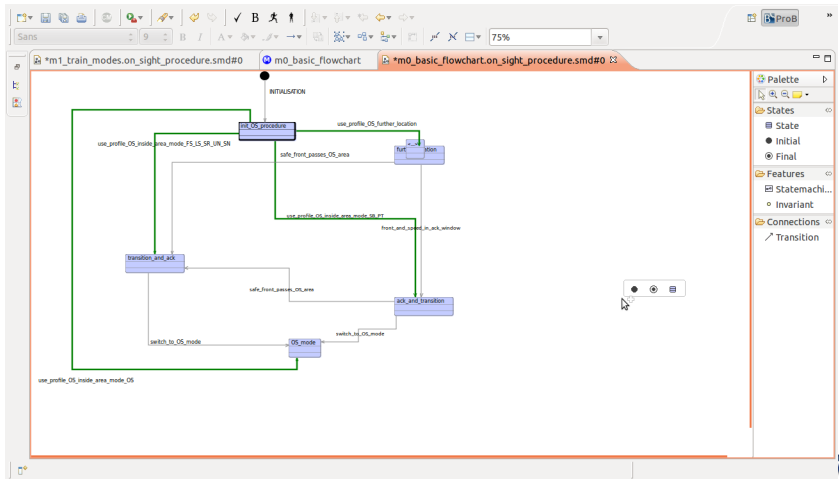 ProB
»
Sans
9
B
I
A
75%
*m1_train_modes.on_sight_procedure.smd#0
m0_basic_flowchart
*m0_basic_flowchart.on_sight_procedure.smd#0
Palette
States
State
Initial
Final
Features
Statemachi...
Invariant
Connections
Transition
INITIALISATION
init_OS_procedure
use_profile_OS_further_location
use_profile_OS_inside_area_mode_FS_LS_SR_UN_SN
safe_front_passes_OS_area
use_profile_OS_inside_area_mode_SB_PT
front_and_speed_in_ack_window
transition_and_ack
safe_front_passes_OS_area
ack_and_transition
switch_to_OS_mode
switch_to_OS_mode
OS_mode
use_profile_OS_inside_area_mode_OS